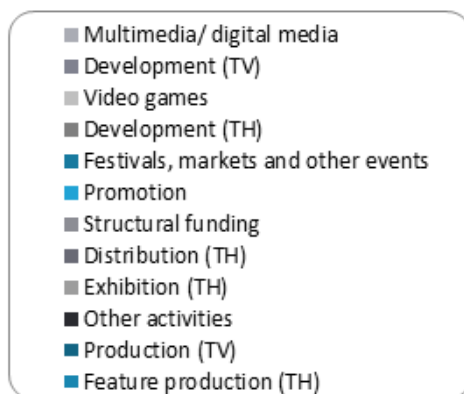 Multimedia/ digital media
Development (TV)
Video games
Development (TH)
Festivals, markets and other events
Promotion
Structural funding
Distribution (TH)
Exhibition (TH)
Other activities
Production (TV)
Feature production (TH)